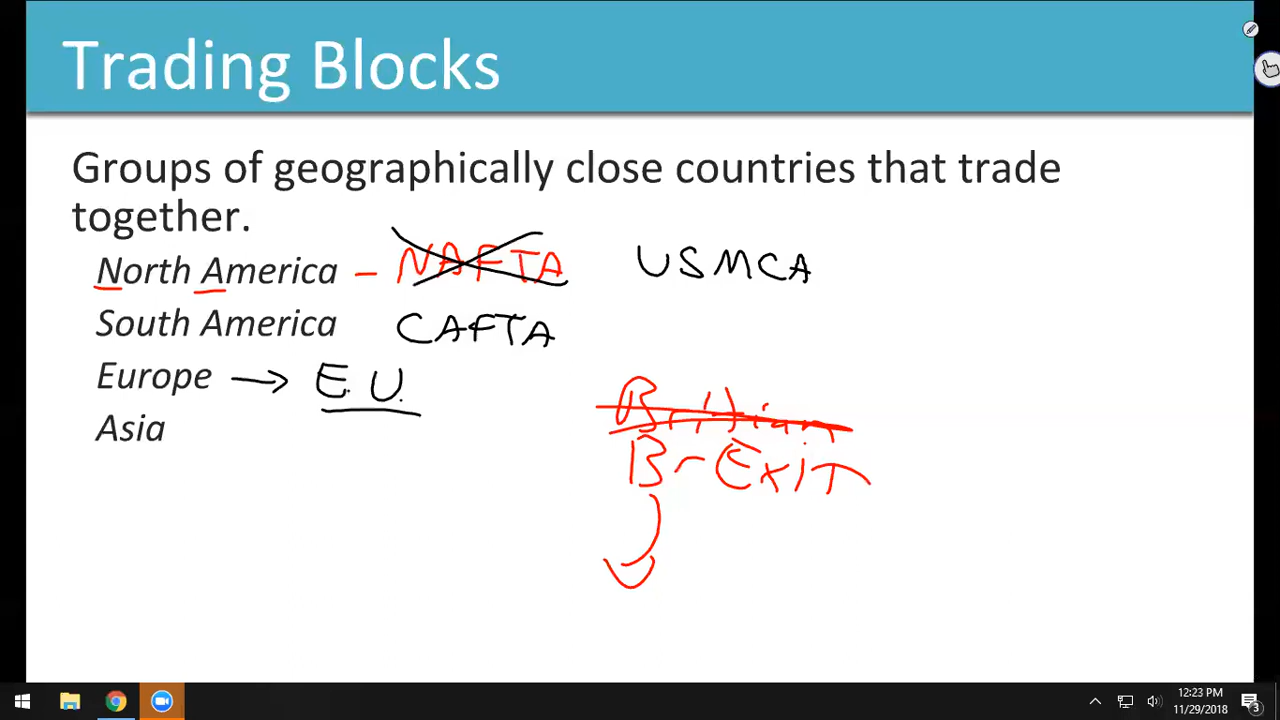 Trading Blocks
Groups of geographically close countries that trade
together.
North America – NAFTA USMCA
South America CAFTA
Europe → E.U.
Asia
B-Exit
12:23 PM
11/29/2018
3